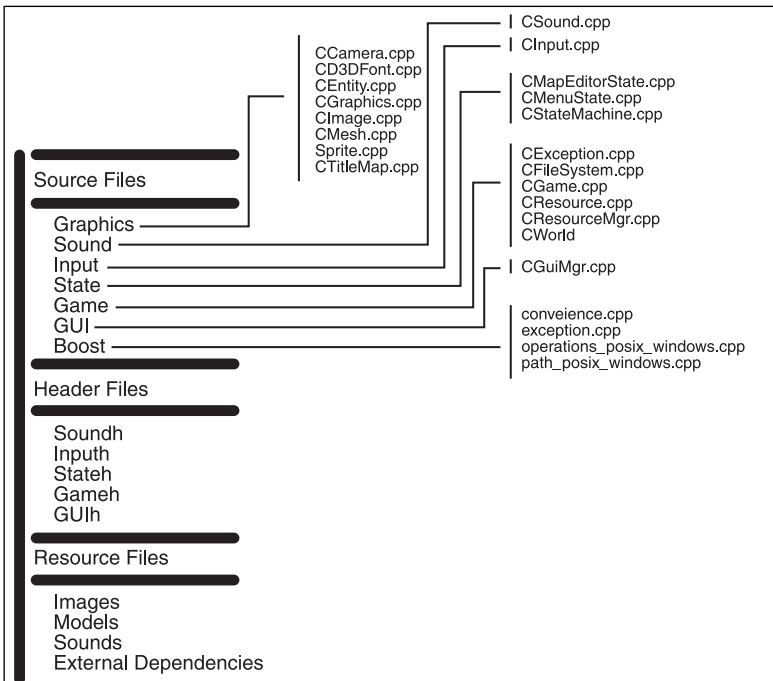 CSound.cpp
CInput.cpp
CCamera.cpp
CD3DFont.cpp
CEntity.cpp
CGraphics.cpp
CImage.cpp
CMesh.cpp
Sprite.cpp
CTitleMap.cpp
CMapEditorState.cpp
CMenuState.cpp
CStateMachine.cpp
CException.cpp
CFileSystem.cpp
CGame.cpp
CResource.cpp
CResourceMgr.cpp
CWorld
CGuiMgr.cpp
conveience.cpp
exception.cpp
operations_posix_windows.cpp
path_posix_windows.cpp
Source Files
Graphics
Sound
Input
State
Game
GUI
Boost
Header Files
Soundh
Inputh
Stateh
Gameh
GUIh
Resource Files
Images
Models
Sounds
External Dependencies